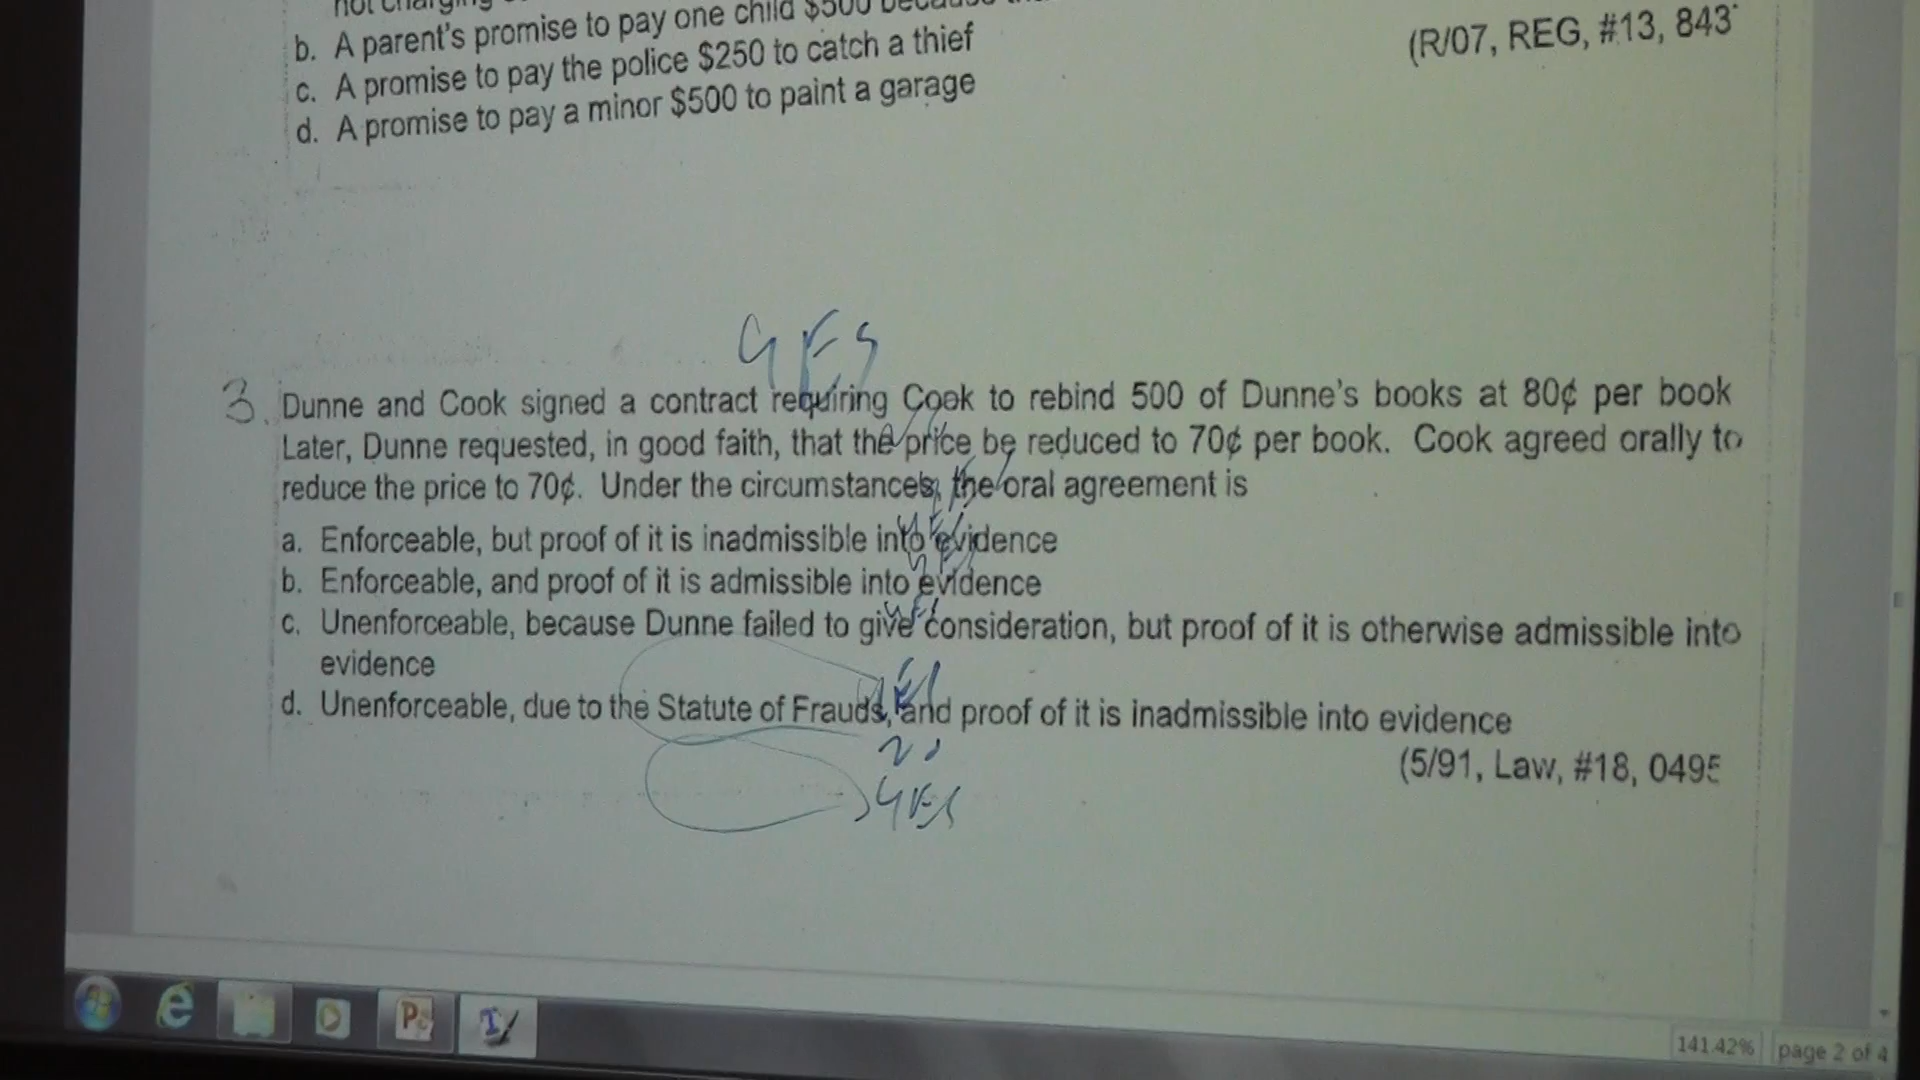 not charging
b. A parent's promise to pay one child $500 because
c. A promise to pay the police $250 to catch a thief
d. A promise to pay a minor $500 to paint a garage
(R/07, REG, #13, 843
YES
3. Dunne and Cook signed a contract requiring Cook to rebind 500 of Dunne's books at 80¢ per book
Later, Dunne requested, in good faith, that the price be reduced to 70¢ per book. Cook agreed orally to
reduce the price to 70¢. Under the circumstances, the oral agreement is
a. Enforceable, but proof of it is inadmissible into evidence
b. Enforceable, and proof of it is admissible into evidence
c. Unenforceable, because Dunne failed to give consideration, but proof of it is otherwise admissible into
evidence
d. Unenforceable, due to the Statute of Frauds, and proof of it is inadmissible into evidence
(5/91, Law, #18, 0495
YES
141.42% page 2 of 4